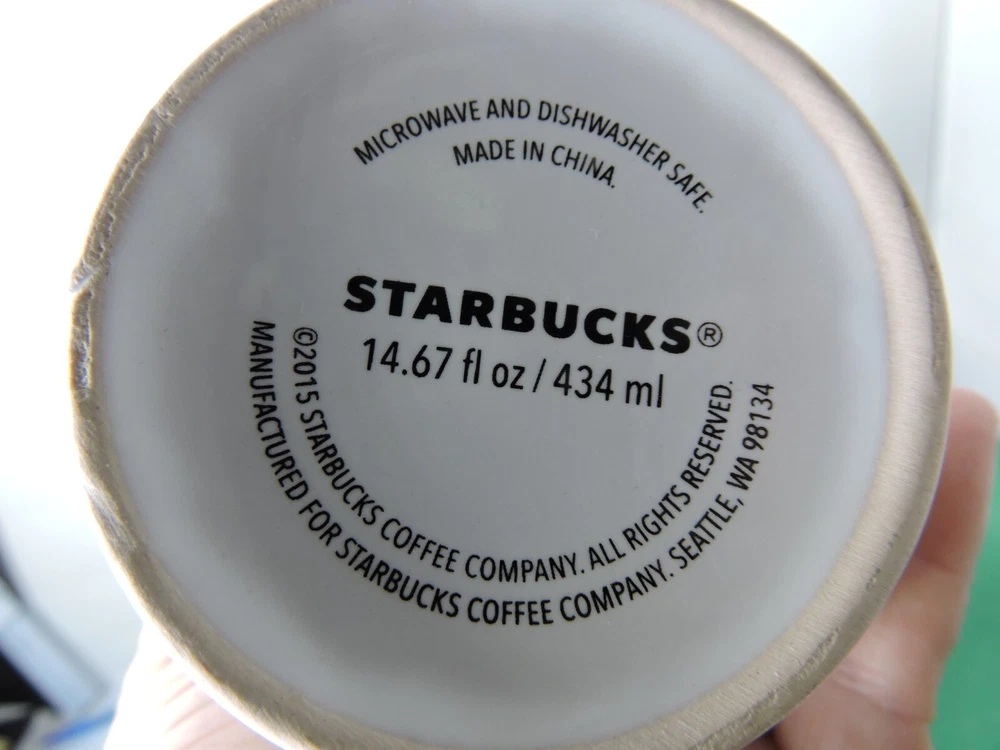 MICROWAVE AND DISHWASHER SAFE.
MADE IN CHINA.
STARBUCKS®
14.67 fl oz / 434 ml
©2015 STARBUCKS COFFEE COMPANY. ALL RIGHTS RESERVED.
MANUFACTURED FOR STARBUCKS COFFEE COMPANY. SEATTLE, WA 98134